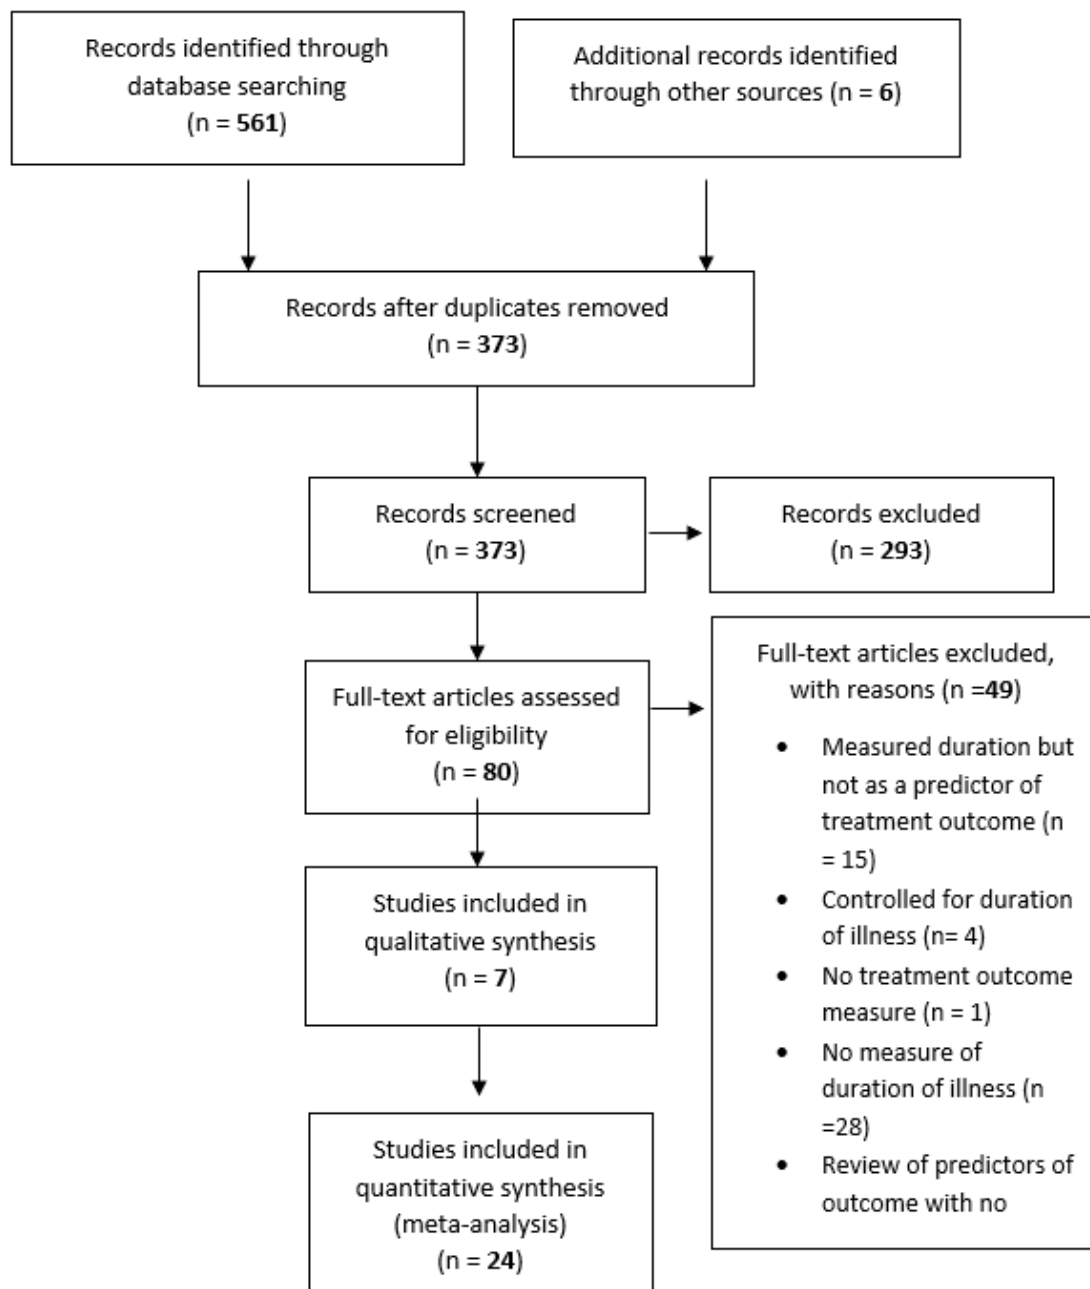 Records identified through
database searching
(n = 561)
Additional records identified
through other sources (n = 6)
Records after duplicates removed
(n = 373)
Records screened
(n = 373)
Records excluded
(n = 293)
Full-text articles assessed
for eligibility
(n = 80)
Full-text articles excluded,
with reasons (n =49)
• Measured duration but
not as a predictor of
treatment outcome (n
= 15)
• Controlled for duration
of illness (n= 4)
• No treatment outcome
measure (n = 1)
• No measure of
duration of illness (n
=28)
• Review of predictors of
outcome with no
Studies included in
qualitative synthesis
(n = 7)
Studies included in
quantitative synthesis
(meta-analysis)
(n = 24)